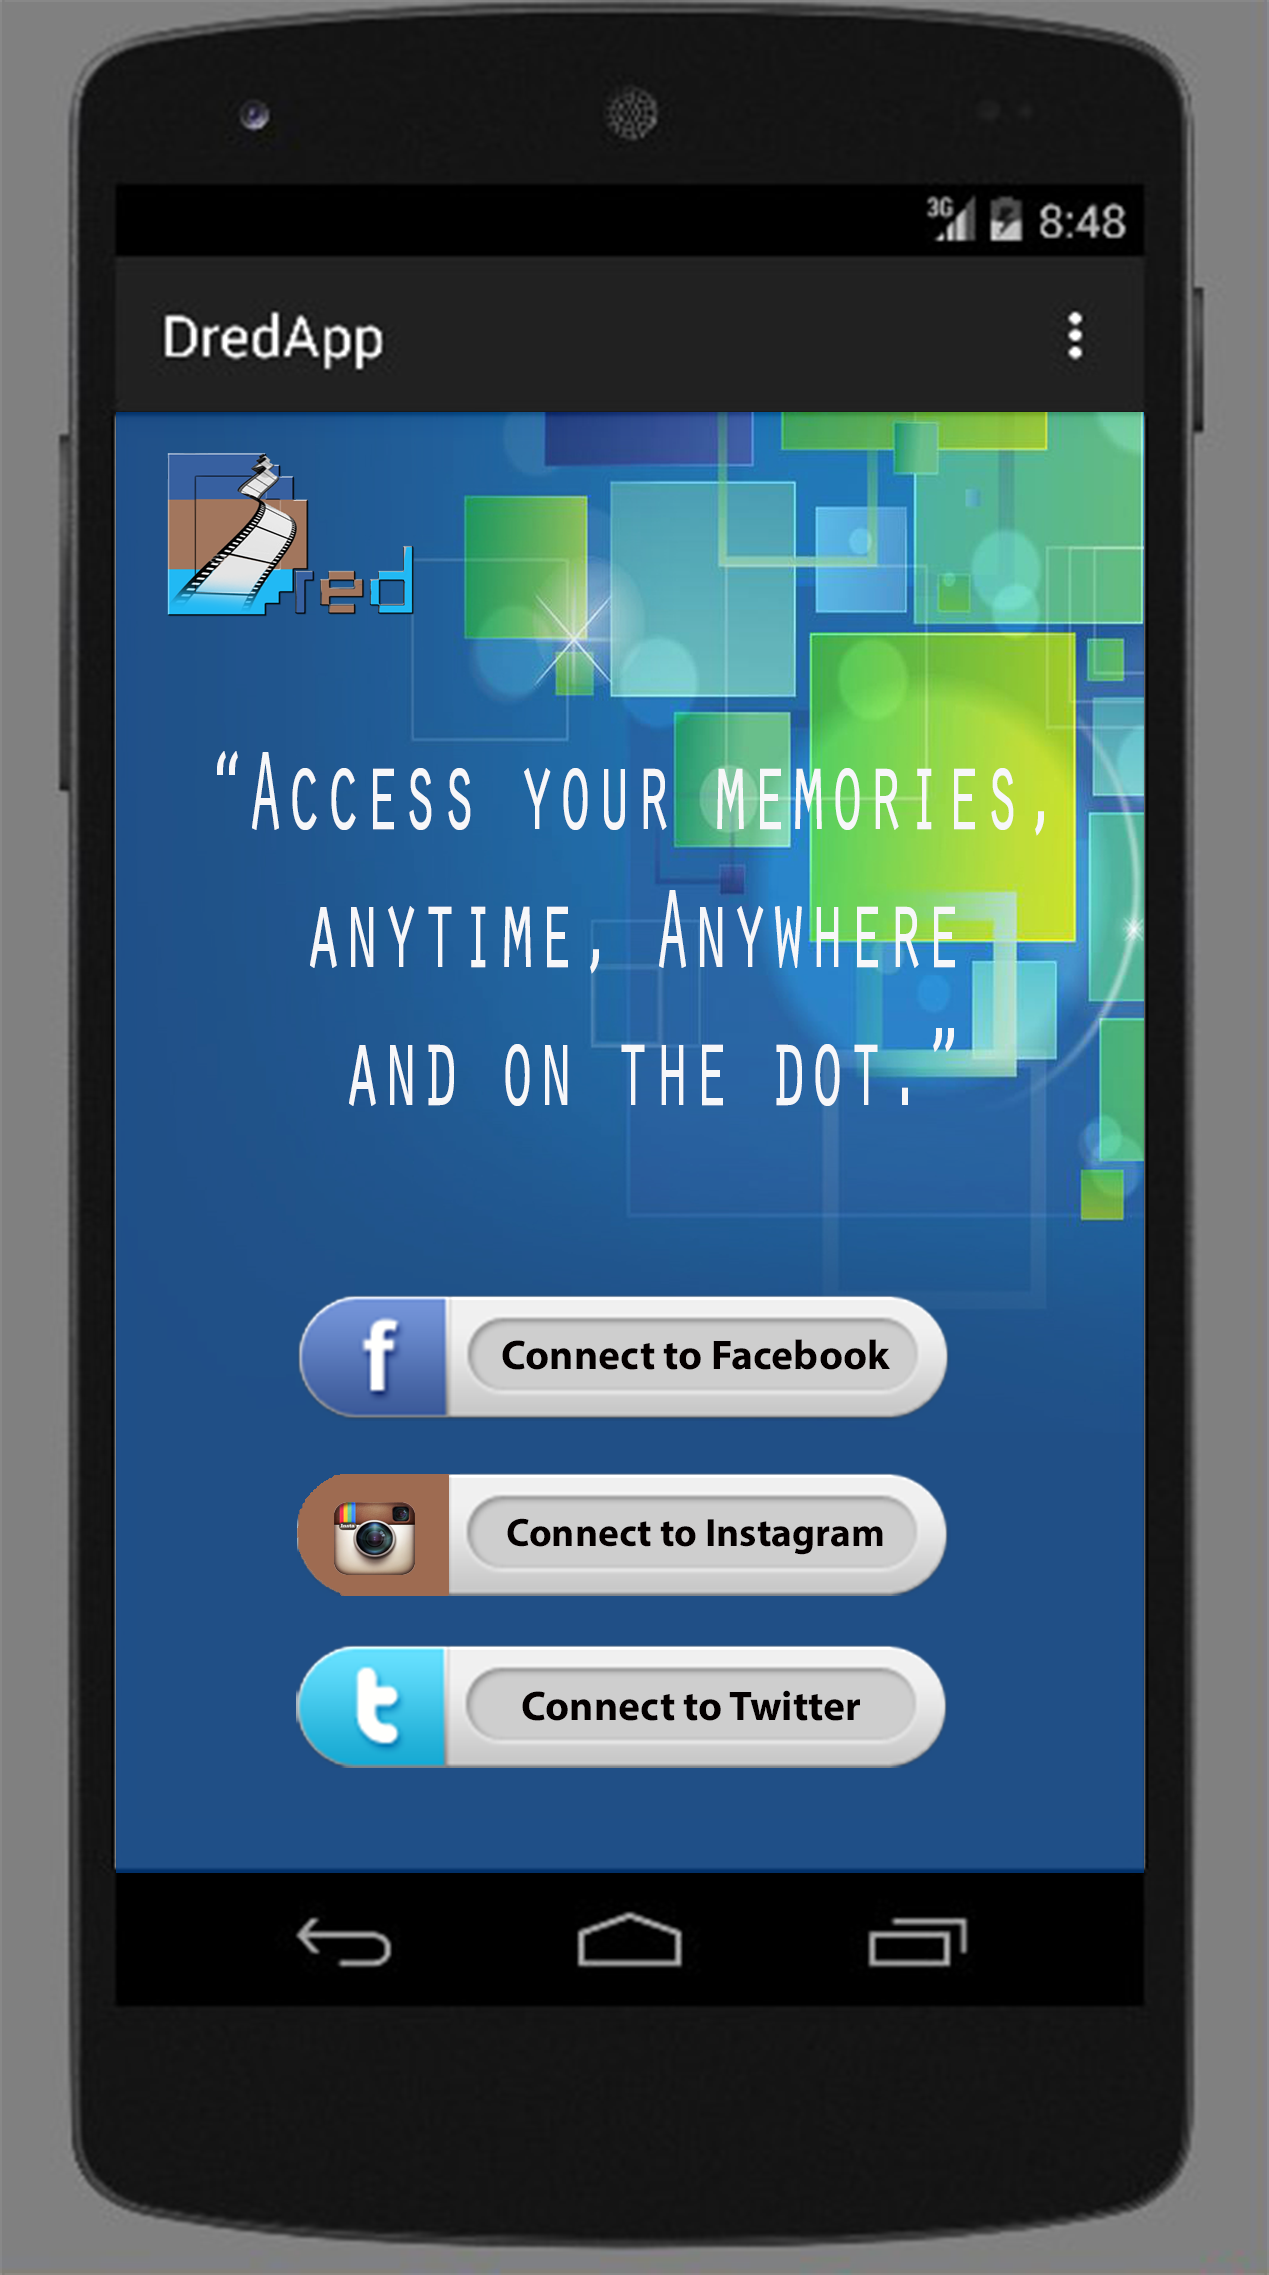 3G 8:48
DredApp
red
“Access your memories,
anytime, Anywhere
and on the dot.”
f Connect to Facebook
Connect to Instagram
t Connect to Twitter